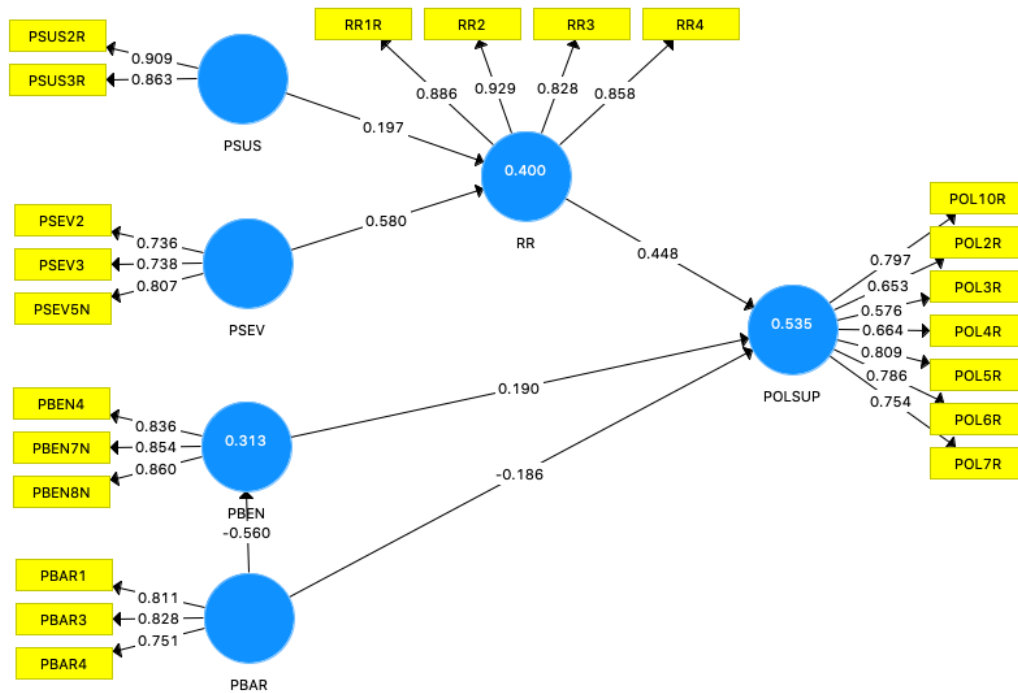 RR1R
RR2
RR3
RR4
PSUS2R
PSUS3R
0.909
0.863
PSUS
0.886
0.929
0.828
0.858
0.197
0.400
RR
PSEV2
PSEV3
PSEV5N
0.736
0.738
0.807
PSEV
0.580
0.448
POL10R
POL2R
POL3R
POL4R
POL5R
POL6R
POL7R
0.797
0.653
0.576
0.664
0.809
0.786
0.754
0.535
POLSUP
PBEN4
PBEN7N
PBEN8N
0.836
0.854
0.860
0.313
PBEN
0.190
-0.186
-0.560
PBAR1
PBAR3
PBAR4
0.811
0.828
0.751
PBAR